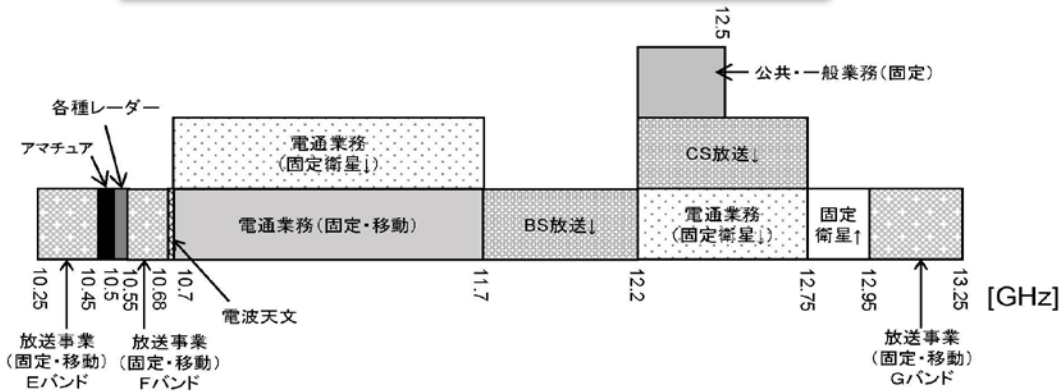 12.5
公共・一般業務(固定)
各種レーダー
アマチュア
電通業務
(固定衛星↓)
CS放送↓
電通業務(固定・移動)
BS放送↓
電通業務
(固定衛星↓)
固定
衛星↑
10.25
10.45
10.5
10.55
10.68
10.7
11.7
12.2
12.75
12.95
13.25
[GHz]
電波天文
放送事業
(固定・移動)
Eバンド
放送事業
(固定・移動)
Fバンド
放送事業
(固定・移動)
Gバンド